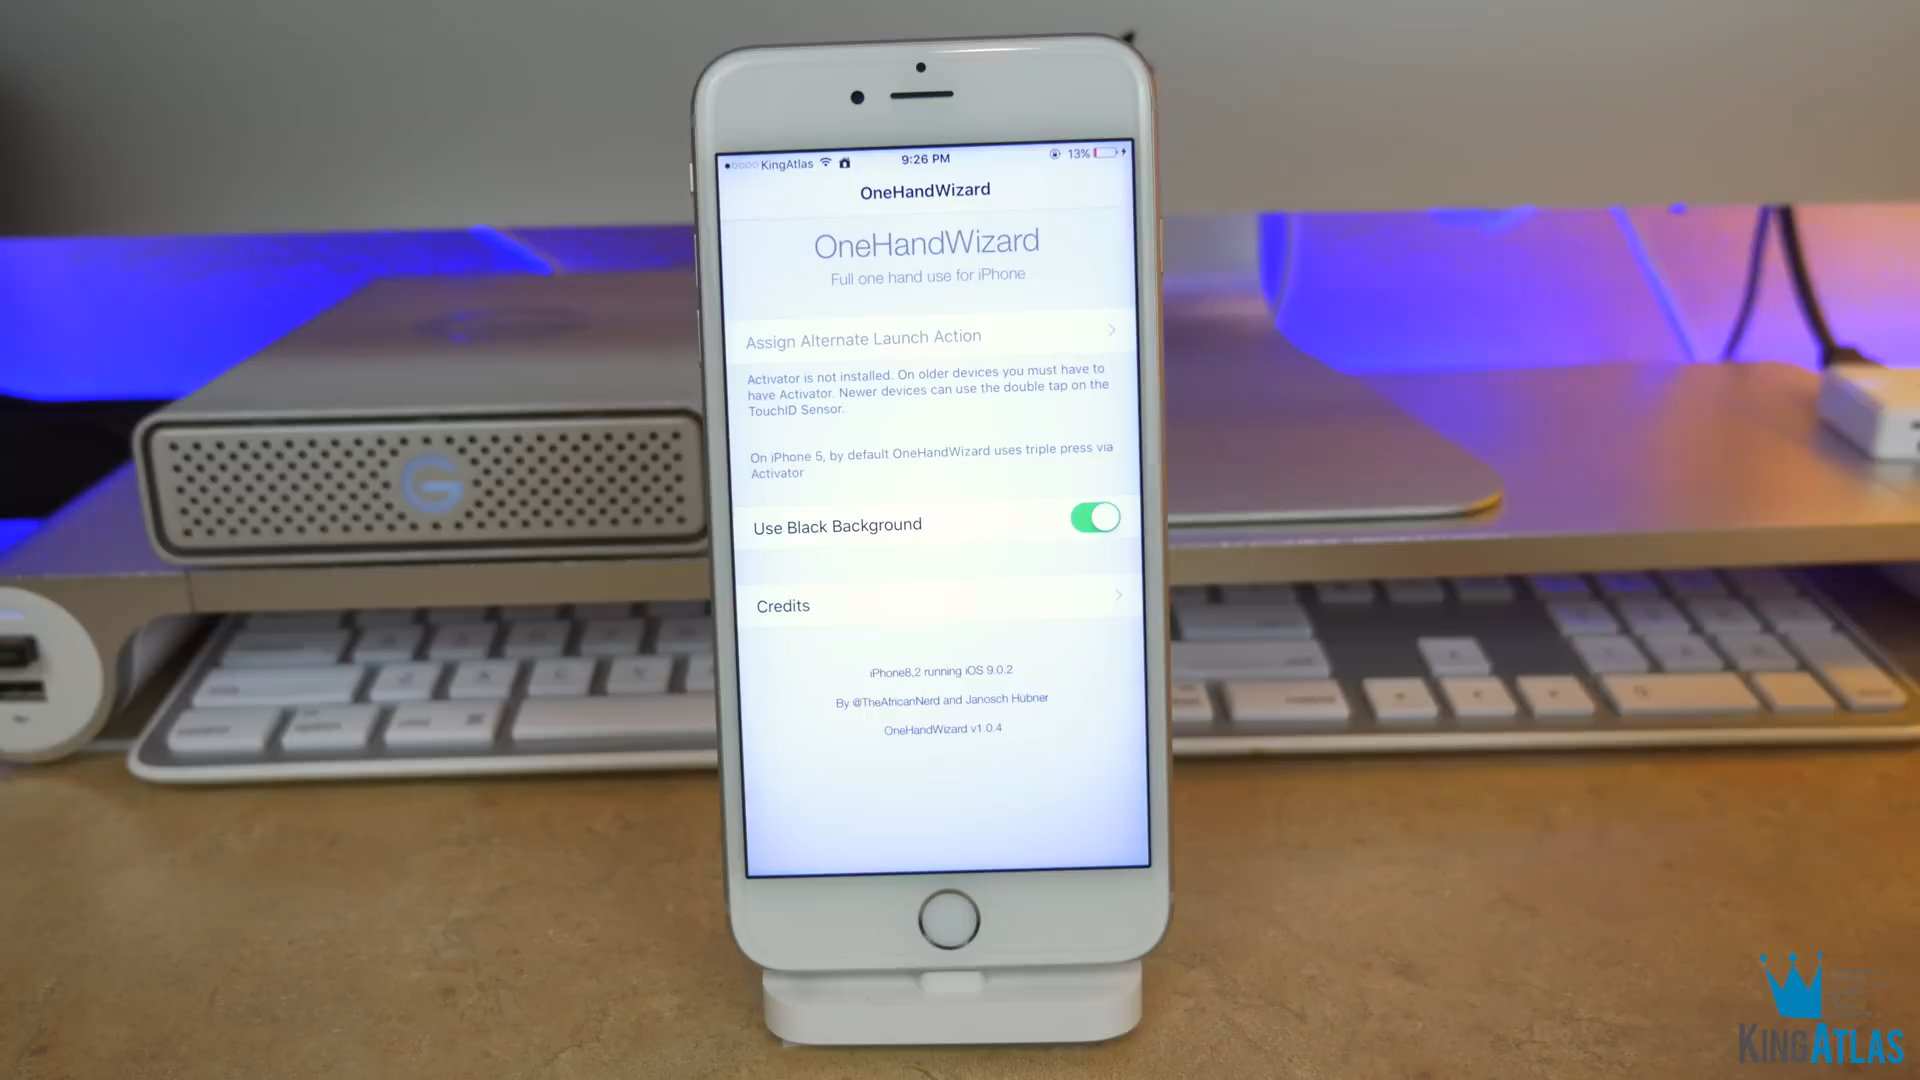 KingAtlas
9:26 PM
13%
OneHandWizard
OneHandWizard
Full one hand use for iPhone
Assign Alternate Launch Action
Activator is not installed. On older devices you must have to
have Activator. Newer devices can use the double tap on the
TouchID Sensor.
On iPhone 5, by default OneHandWizard uses triple press via
Activator
Use Black Background
Credits
iPhone8,2 running iOS 9.0.2
By @TheAfricanNerd and Janosch Hübner
OneHandWizard v1.0.4
G
KINGATLAS